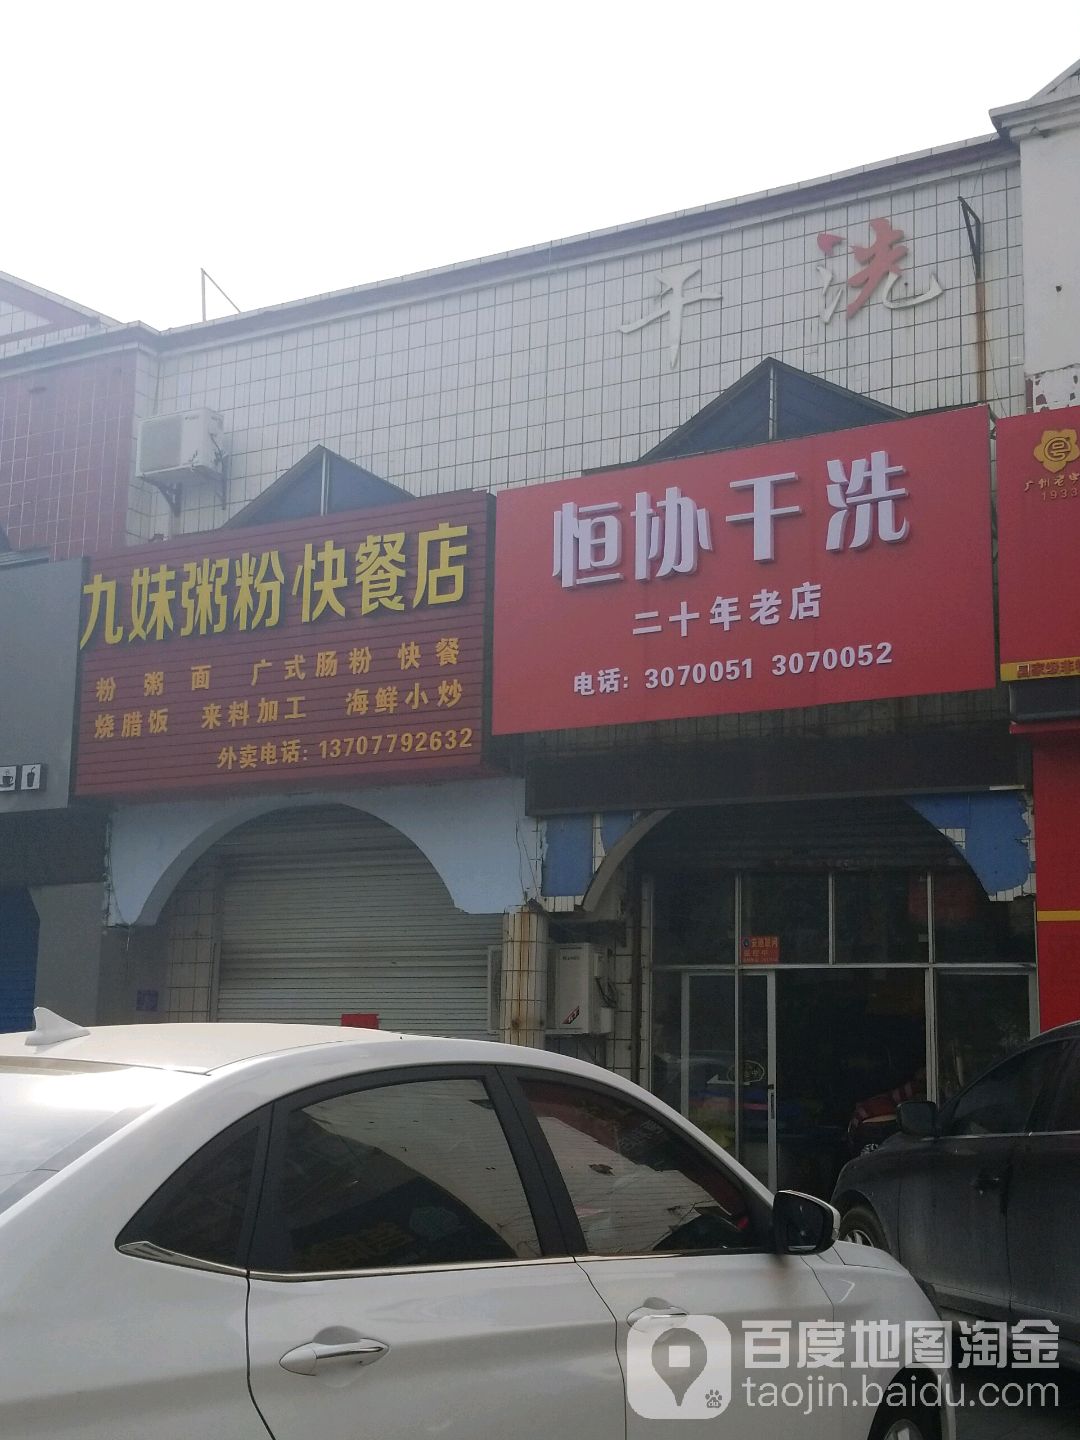 干洗
九妹粥粉快餐店
粉 粥 面 广式肠粉 快餐
烧腊饭 来料加工 海鲜小炒
外卖电话: 13707792632
恒协干洗
二十年老店
电话: 3070051 3070052
1933
百度地图淘金
taojin.baidu.com